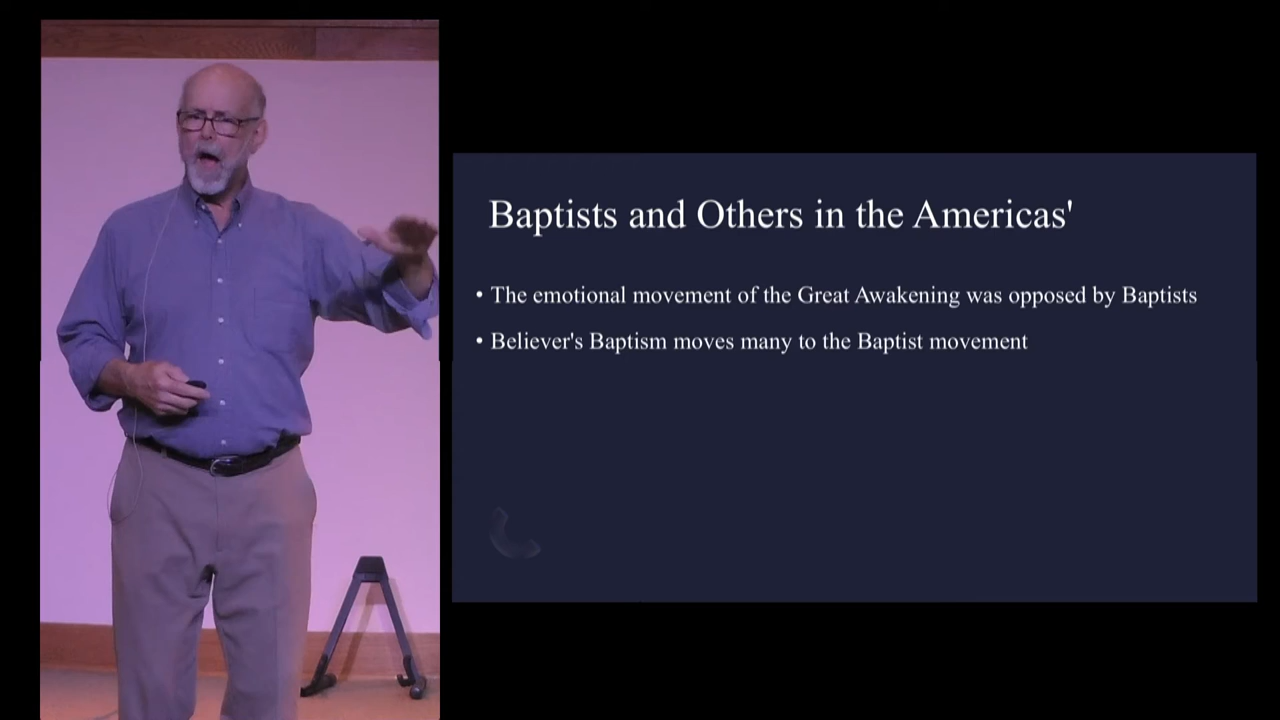 Baptists and Others in the Americas'
• The emotional movement of the Great Awakening was opposed by Baptists
• Believer's Baptism moves many to the Baptist movement